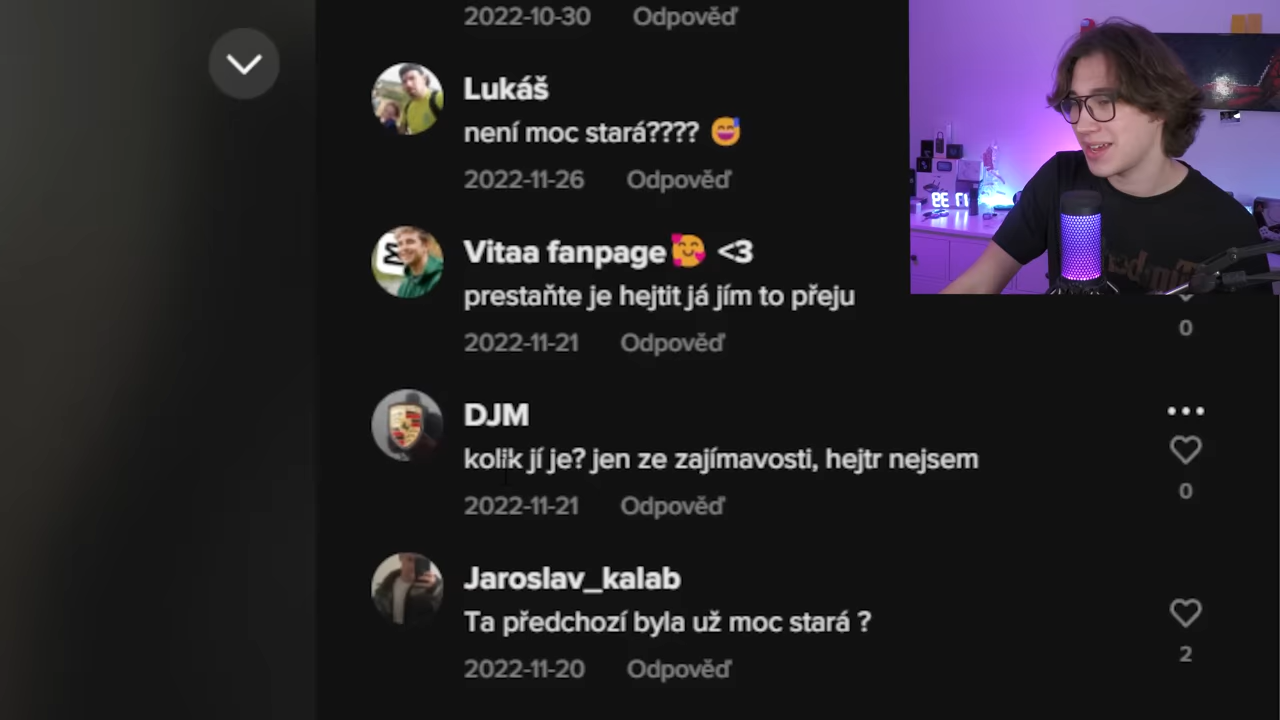 2022-10-30 Odpověď
Lukáš
není moc stará???? 😅
2022-11-26 Odpověď
Vitaa fanpage🥰 <3
prestaňte je hejtit já jím to přeju
2022-11-21 Odpověď
0
DJM
kolik jí je? jen ze zajímavosti, hejtr nejsem
2022-11-21 Odpověď
0
Jaroslav_kalab
Ta předchozí byla už moc stará ?
2022-11-20 Odpověď
2